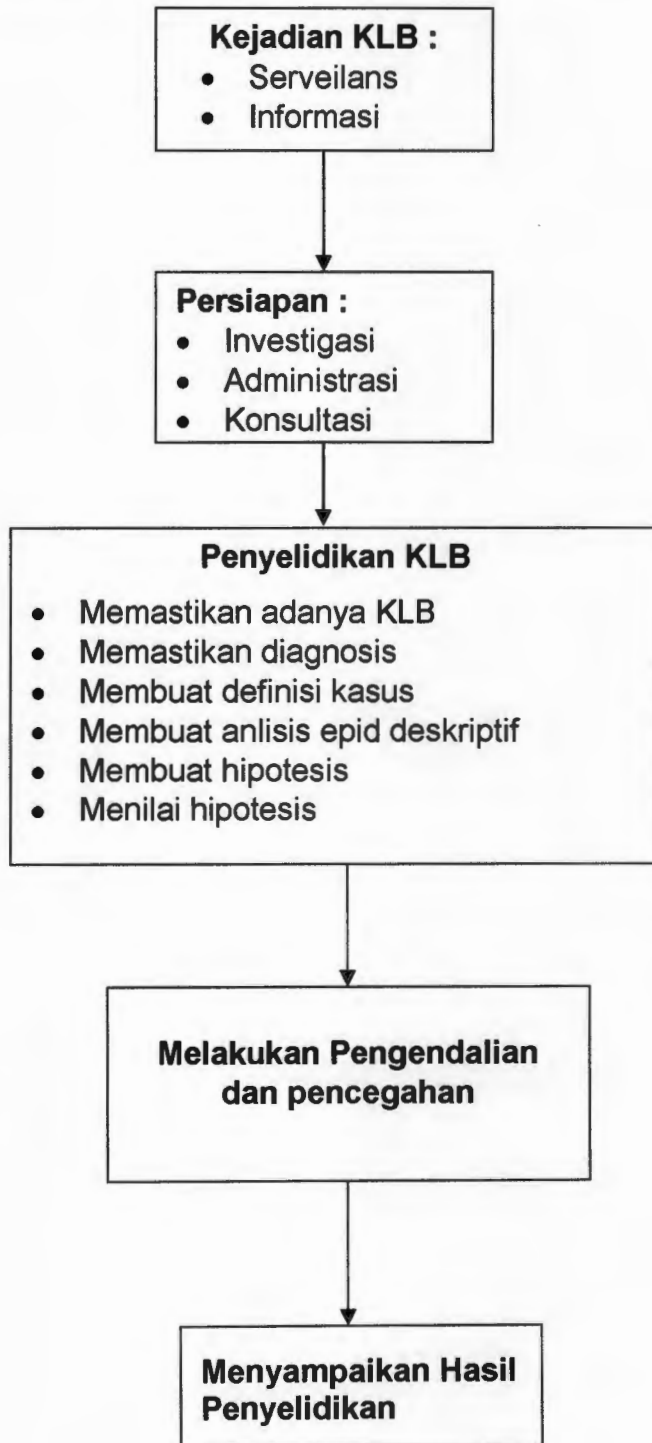 Kejadian KLB :
• Serveilans
• Informasi
Persiapan :
• Investigasi
• Administrasi
• Konsultasi
Penyelidikan KLB
• Memastikan adanya KLB
• Memastikan diagnosis
• Membuat definisi kasus
• Membuat anlisis epid deskriptif
• Membuat hipotesis
• Menilai hipotesis
Melakukan Pengendalian
dan pencegahan
Menyampaikan Hasil
Penyelidikan